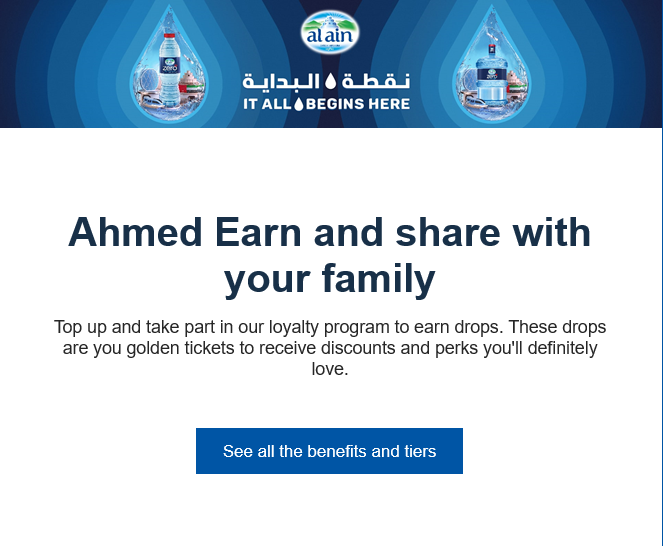 al ain
نقطة البداية
IT ALL BEGINS HERE
zero
Ahmed Earn and share with
your family
Top up and take part in our loyalty program to earn drops. These drops
are you golden tickets to receive discounts and perks you'll definitely
love.
See all the benefits and tiers